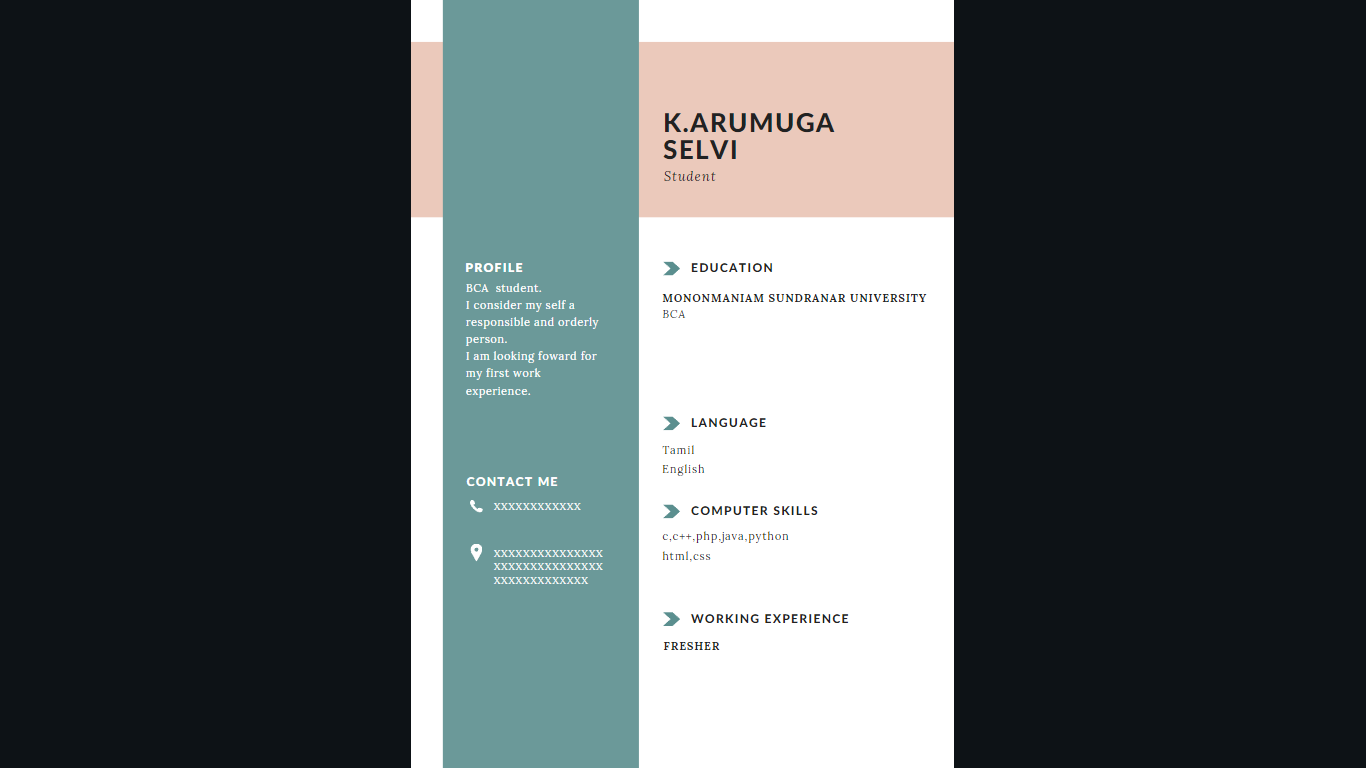 K.ARUMUGA
SELVI
Student
PROFILE
BCA  student.
I consider my self a
responsible and orderly
person.
I am looking foward for
my first work
experience.
CONTACT ME
XXXXXXXXXXXX
XXXXXXXXXXXXXXX
XXXXXXXXXXXXXXX
XXXXXXXXXXXXX
EDUCATION
MONONMANIAM SUNDRANAR UNIVERSITY
BCA
LANGUAGE
Tamil
English
COMPUTER SKILLS
c,c++,php,java,python
html,css
WORKING EXPERIENCE
FRESHER